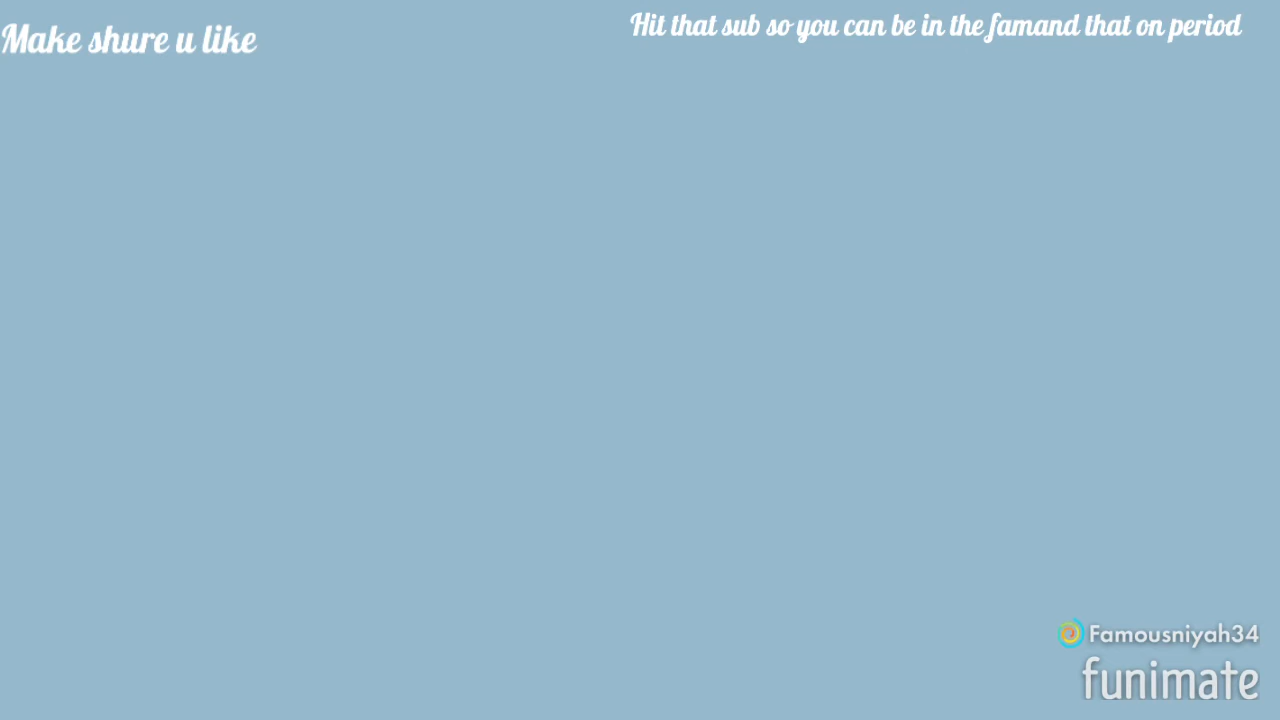 Make shure u like
Hit that sub so you can be in the famand that on period
Famousniyah34
funimate